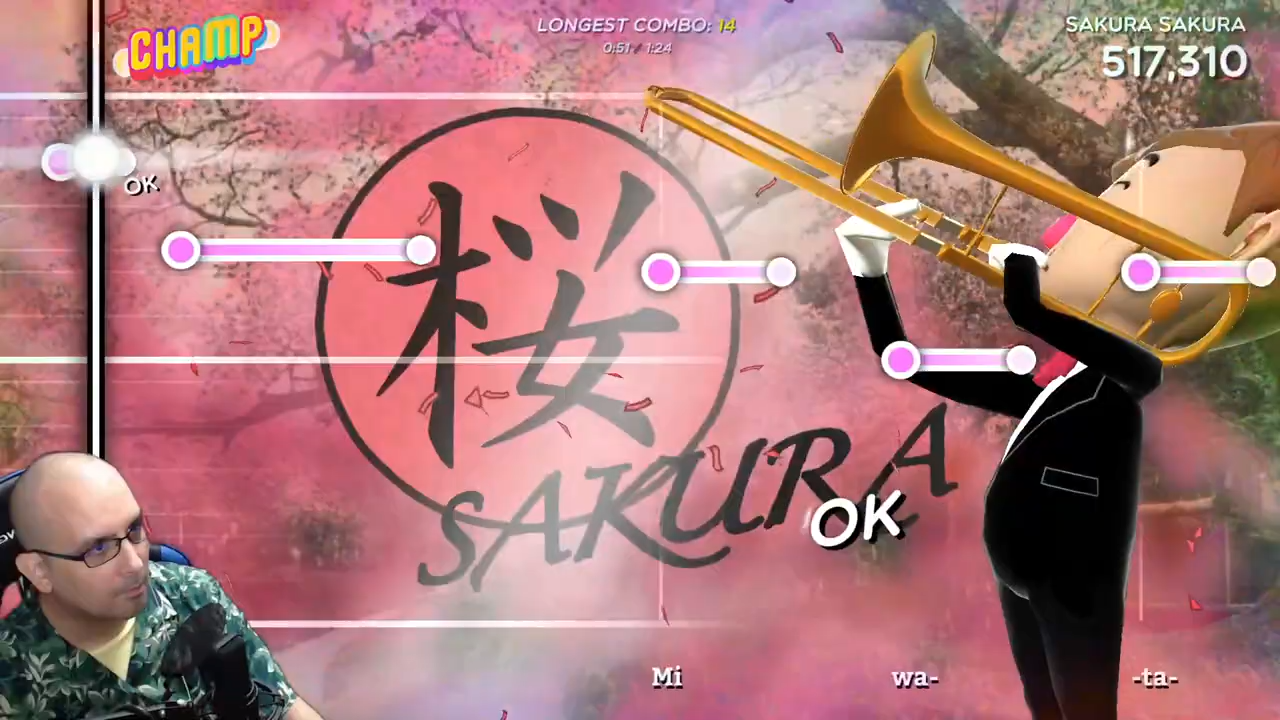 CHAMP
LONGEST COMBO: 14
0:51 / 1:24
SAKURA SAKURA
517,310
OK
桜
SAKURA
OK
Mi wa- -ta-